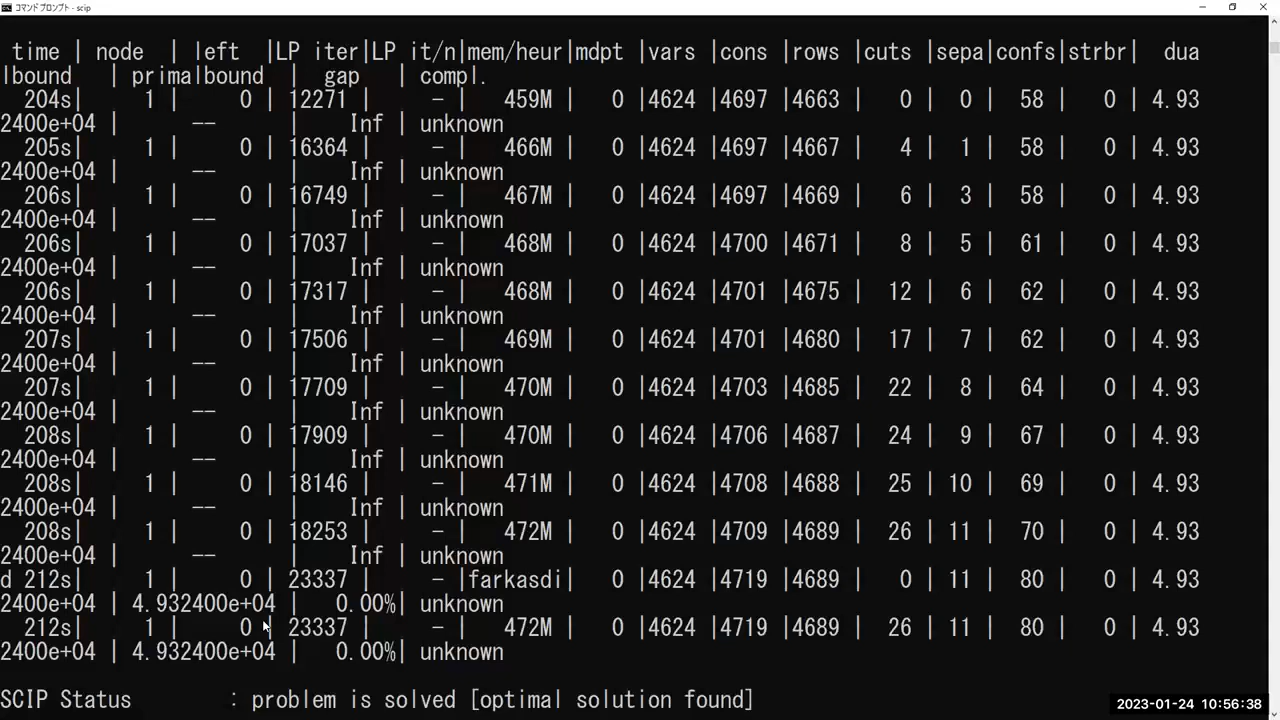 コマンド プロンプト - scip
time | node | left |LP iter|LP it/n|mem/heur|mdpt |vars |cons |rows |cuts |sepa|confs|strbr| dua
lbound | primalbound | gap | compl.
204s| 1 | 0 | 12271 | - | 459M | 0 |4624 |4697 |4663 | 0 | 0 | 58 | 0 | 4.93
2400e+04 | -- | Inf | unknown
205s| 1 | 0 | 16364 | - | 466M | 0 |4624 |4697 |4667 | 4 | 1 | 58 | 0 | 4.93
2400e+04 | -- | Inf | unknown
206s| 1 | 0 | 16749 | - | 467M | 0 |4624 |4697 |4669 | 6 | 3 | 58 | 0 | 4.93
2400e+04 | -- | Inf | unknown
206s| 1 | 0 | 17037 | - | 468M | 0 |4624 |4700 |4671 | 8 | 5 | 61 | 0 | 4.93
2400e+04 | -- | Inf | unknown
206s| 1 | 0 | 17317 | - | 468M | 0 |4624 |4701 |4675 | 12 | 6 | 62 | 0 | 4.93
2400e+04 | -- | Inf | unknown
207s| 1 | 0 | 17506 | - | 469M | 0 |4624 |4701 |4680 | 17 | 7 | 62 | 0 | 4.93
2400e+04 | -- | Inf | unknown
207s| 1 | 0 | 17709 | - | 470M | 0 |4624 |4703 |4685 | 22 | 8 | 64 | 0 | 4.93
2400e+04 | -- | Inf | unknown
208s| 1 | 0 | 17909 | - | 470M | 0 |4624 |4706 |4687 | 24 | 9 | 67 | 0 | 4.93
2400e+04 | -- | Inf | unknown
208s| 1 | 0 | 18146 | - | 471M | 0 |4624 |4708 |4688 | 25 | 10 | 69 | 0 | 4.93
2400e+04 | -- | Inf | unknown
208s| 1 | 0 | 18253 | - | 472M | 0 |4624 |4709 |4689 | 26 | 11 | 70 | 0 | 4.93
2400e+04 | -- | Inf | unknown
d 212s| 1 | 0 | 23337 | - |farkasdi| 0 |4624 |4719 |4689 | 0 | 11 | 80 | 0 | 4.93
2400e+04 | 4.932400e+04 | 0.00%| unknown
212s| 1 | 0 | 23337 | - | 472M | 0 |4624 |4719 |4689 | 26 | 11 | 80 | 0 | 4.93
2400e+04 | 4.932400e+04 | 0.00%| unknown
SCIP Status : problem is solved [optimal solution found]
2023-01-24 10:56:38